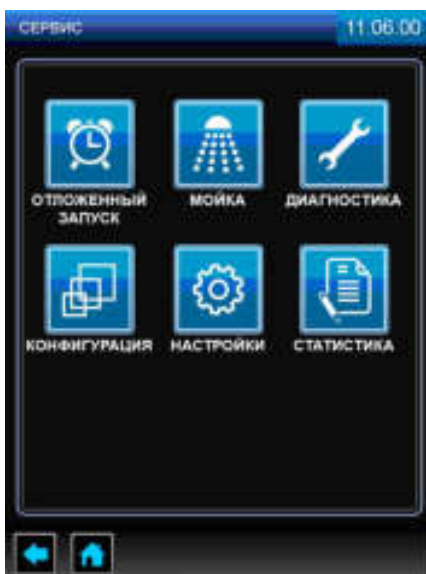 СЕРВИС 11.06.00
ОТЛОЖЕННЫЙ
ЗАПУСК
МОЙКА
ДИАГНОСТИКА
КОНФИГУРАЦИЯ
НАСТРОЙКИ
СТАТИСТИКА